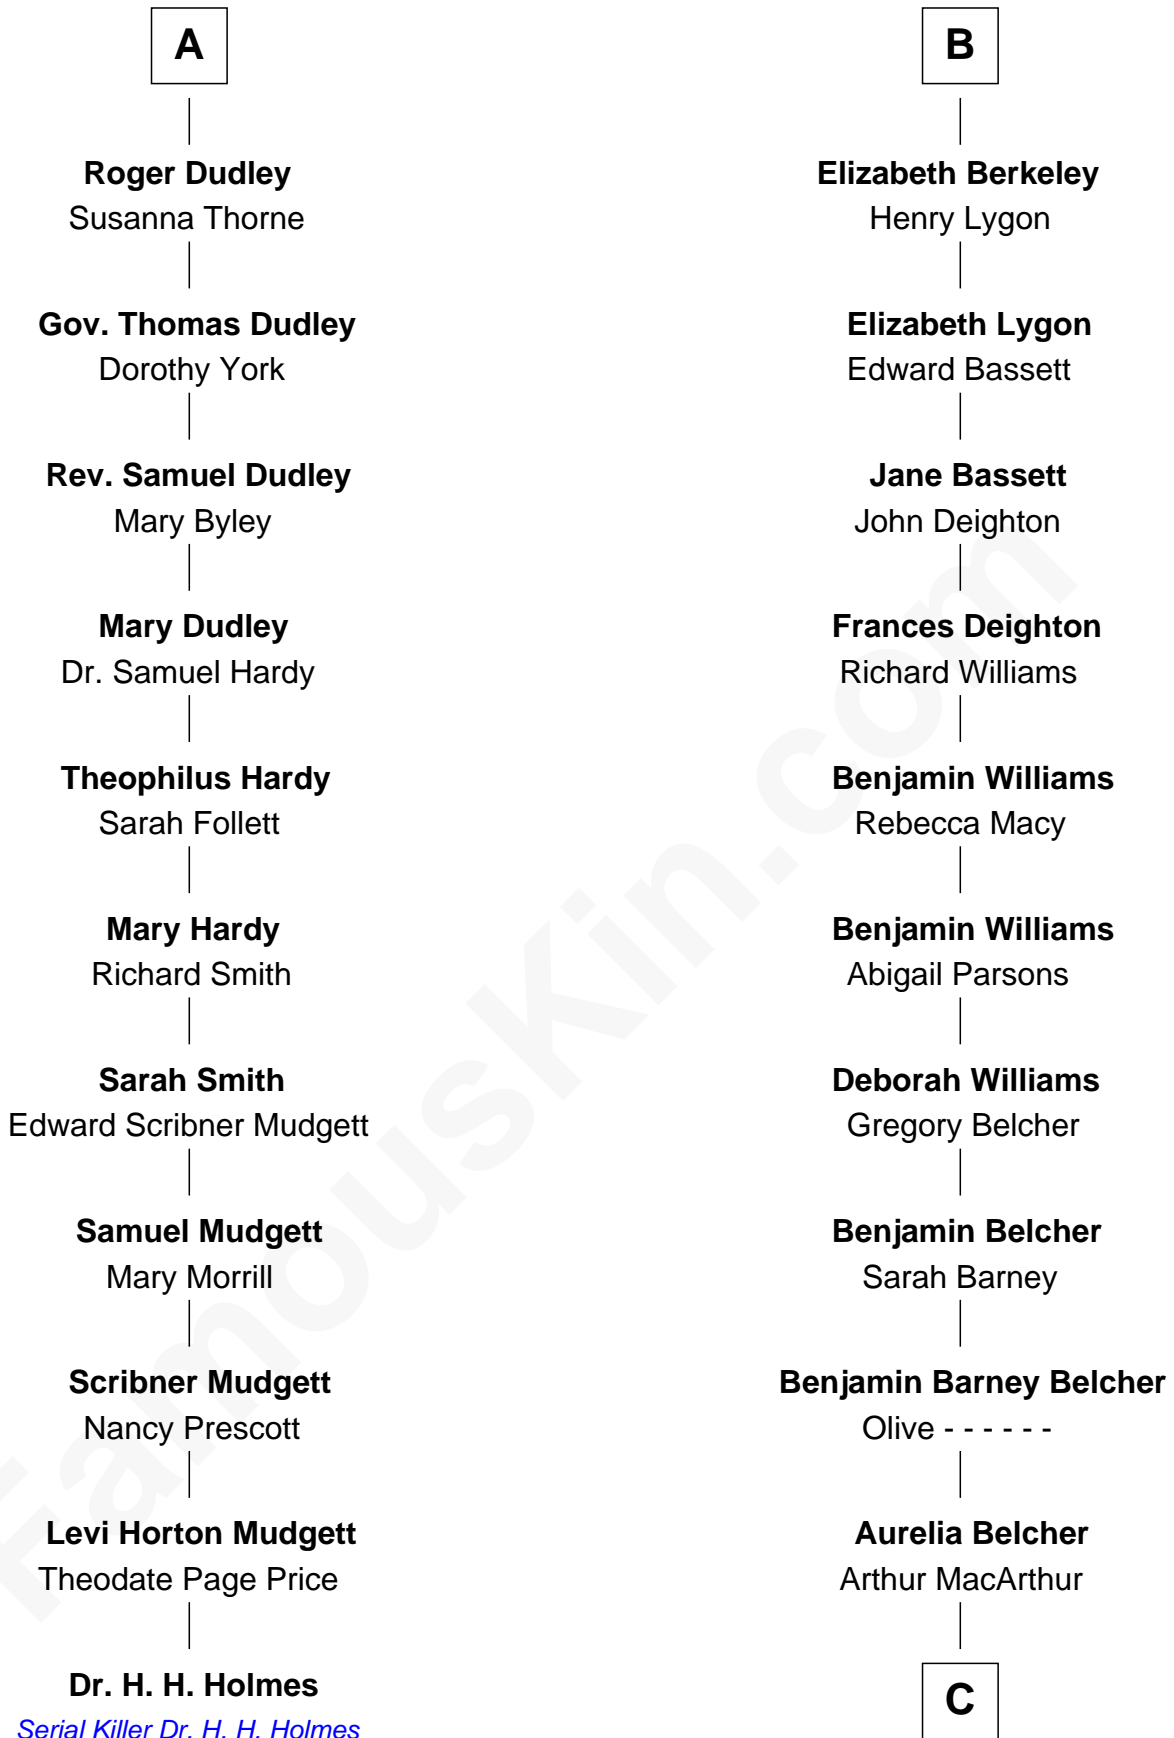 A
Roger Dudley
Susanna Thorne
Gov. Thomas Dudley
Dorothy York
Rev. Samuel Dudley
Mary Byley
Mary Dudley
Dr. Samuel Hardy
Theophilus Hardy
Sarah Follett
Mary Hardy
Richard Smith
Sarah Smith
Edward Scribner Mudgett
Samuel Mudgett
Mary Morrill
Scribner Mudgett
Nancy Prescott
Levi Horton Mudgett
Theodate Page Price
Dr. H. H. Holmes
Serial Killer Dr. H. H. Holmes
B
Elizabeth Berkeley
Henry Lygon
Elizabeth Lygon
Edward Bassett
Jane Bassett
John Deighton
Frances Deighton
Richard Williams
Benjamin Williams
Rebecca Macy
Benjamin Williams
Abigail Parsons
Deborah Williams
Gregory Belcher
Benjamin Belcher
Sarah Barney
Benjamin Barney Belcher
Olive - - - - - -
Aurelia Belcher
Arthur MacArthur
C
FamousKin.com